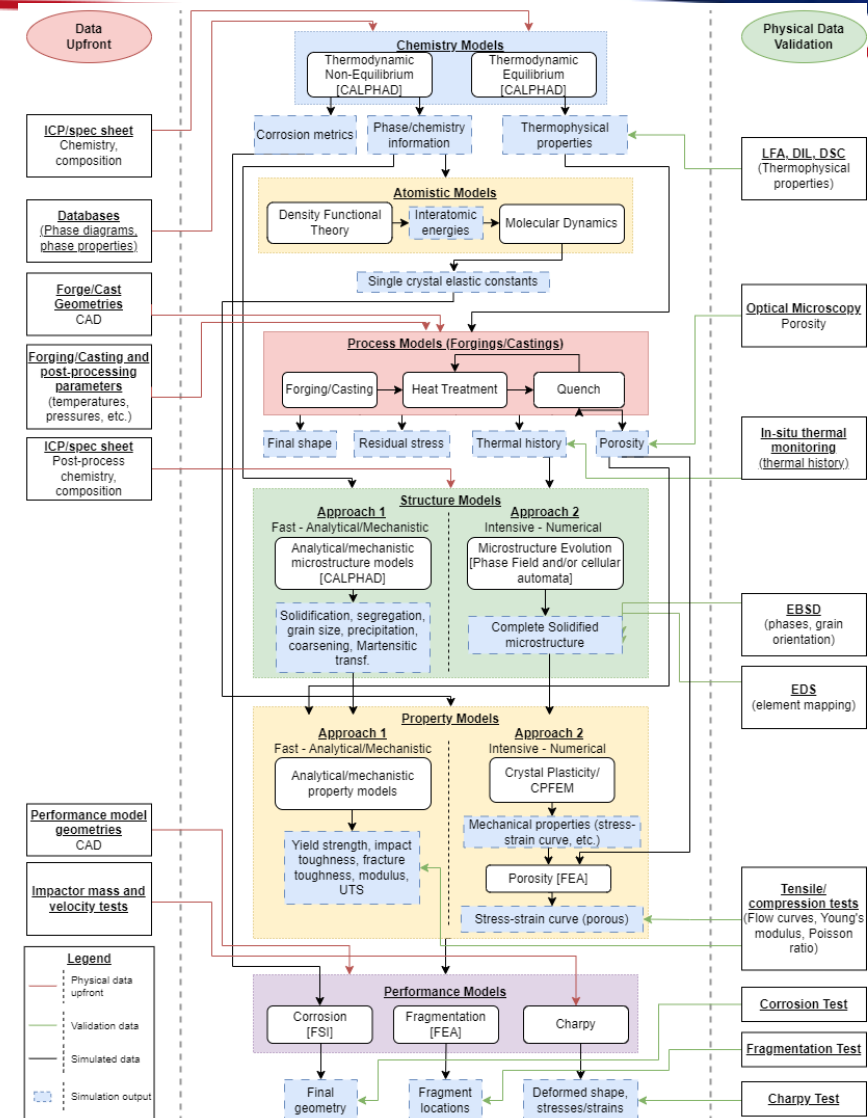 Data
Upfront
Physical Data
Validation
Chemistry Models
Thermodynamic
Non-Equilibrium
[CALPHAD]
Thermodynamic
Equilibrium
[CALPHAD]
ICP/spec sheet
Chemistry,
composition
Corrosion metrics
Phase/chemistry
information
Thermophysical
properties
LFA, DIL, DSC
(Thermophysical
properties)
Atomistic Models
Density Functional
Theory
Interatomic
energies
Molecular Dynamics
Databases
(Phase diagrams,
phase properties)
Single crystal elastic constants
Forge/Cast
Geometries
CAD
Optical Microscopy
Porosity
Process Models (Forgings/Castings)
Forging/Casting
Heat Treatment
Quench
Forging/Casting and
post-processing
parameters
(temperatures,
pressures, etc.)
Final shape
Residual stress
Thermal history
Porosity
In-situ thermal
monitoring
(thermal history)
ICP/spec sheet
Post-process
chemistry,
composition
Structure Models
Approach 1
Fast - Analytical/Mechanistic
Analytical/mechanistic
microstructure models
[CALPHAD]
Solidification, segregation,
grain size, precipitation,
coarsening, Martensitic
transf.
Approach 2
Intensive - Numerical
Microstructure Evolution
[Phase Field and/or cellular
automata]
Complete Solidified
microstructure
EBSD
(phases, grain
orientation)
EDS
(element mapping)
Property Models
Approach 1
Fast - Analytical/Mechanistic
Analytical/mechanistic
property models
Yield strength, impact
toughness, fracture
toughness, modulus,
UTS
Approach 2
Intensive - Numerical
Crystal Plasticity/
CPFEM
Mechanical properties (stress-
strain curve, etc.)
Porosity [FEA]
Stress-strain curve (porous)
Performance model
geometries
CAD
Impactor mass and
velocity tests
Tensile/
compression tests
(Flow curves, Young's
modulus, Poisson
ratio)
Legend
Physical data
upfront
Validation data
Simulated data
Simulation output
Performance Models
Corrosion
[FSI]
Fragmentation
[FEA]
Charpy
Corrosion Test
Fragmentation Test
Charpy Test
Final
geometry
Fragment
locations
Deformed shape,
stresses/strains